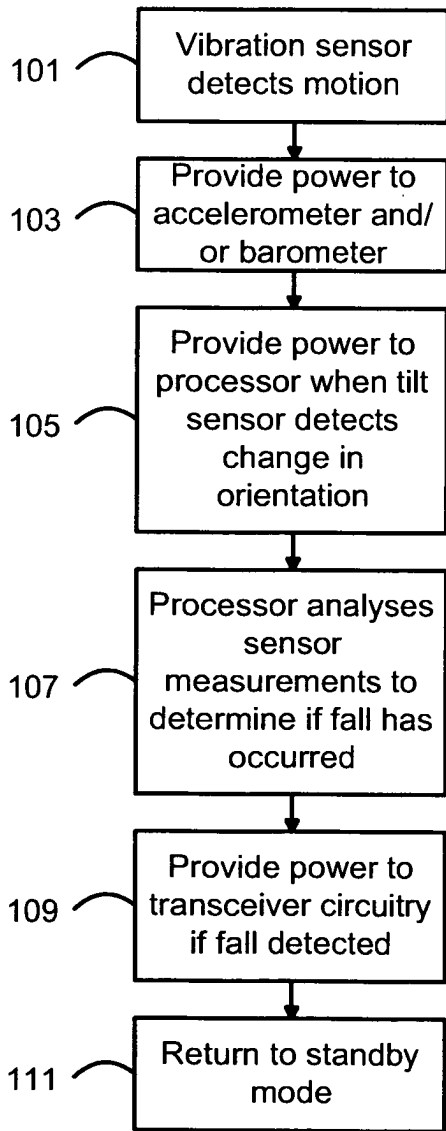 101
Vibration sensor
detects motion
103
Provide power to
accelerometer and/
or barometer
105
Provide power to
processor when tilt
sensor detects
change in
orientation
107
Processor analyses
sensor
measurements to
determine if fall has
occurred
109
Provide power to
transceiver circuitry
if fall detected
111
Return to standby
mode